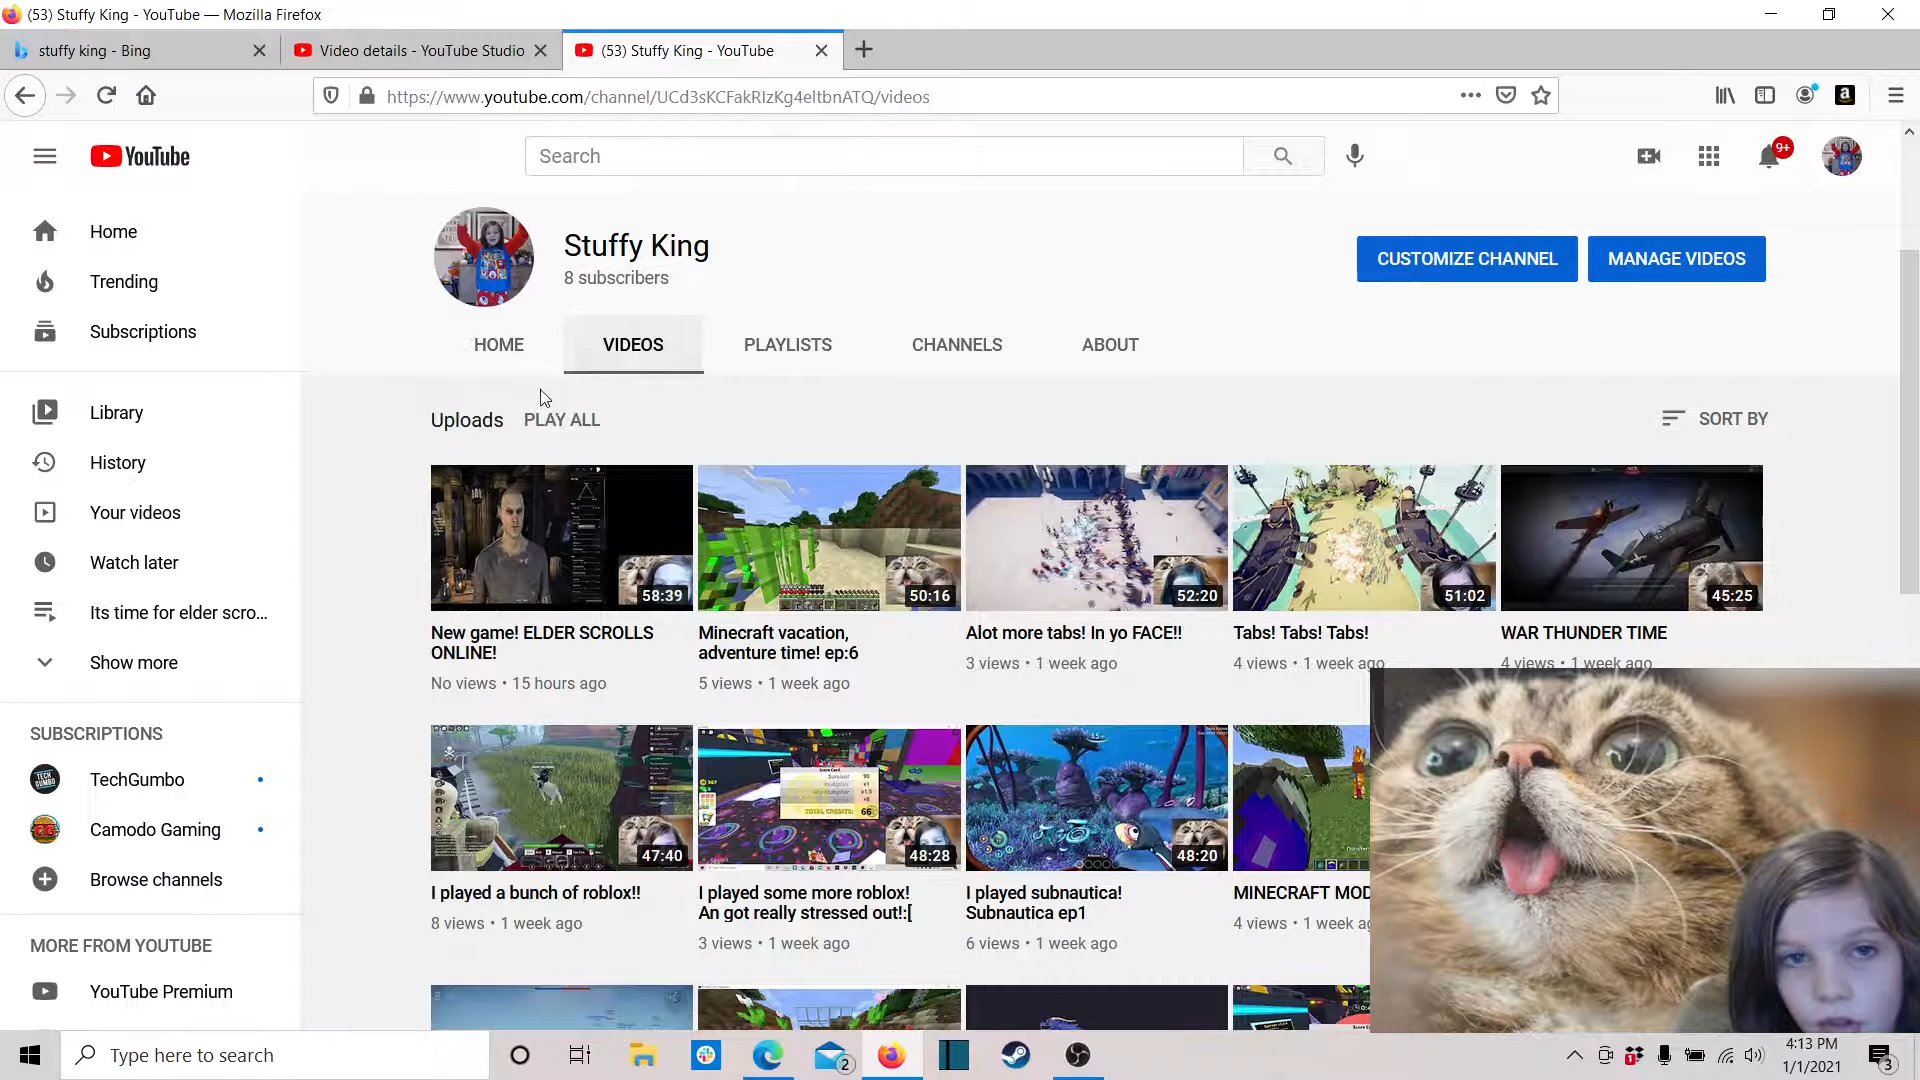 (53) Stuffy King - YouTube — Mozilla Firefox
stuffy king - Bing
Video details - YouTube Studio
(53) Stuffy King - YouTube
https://www.youtube.com/channel/UCd3sKCFakRIzKg4eltbnATQ/videos
YouTube
Search
9+
Home
Trending
Subscriptions
Library
History
Your videos
Watch later
Its time for elder scro...
Show more
SUBSCRIPTIONS
TechGumbo
Camodo Gaming
Browse channels
MORE FROM YOUTUBE
YouTube Premium
Stuffy King
8 subscribers
CUSTOMIZE CHANNEL
MANAGE VIDEOS
HOME
VIDEOS
PLAYLISTS
CHANNELS
ABOUT
Uploads
PLAY ALL
SORT BY
58:39
New game! ELDER SCROLLS
ONLINE!
No views • 15 hours ago
50:16
Minecraft vacation,
adventure time! ep:6
5 views • 1 week ago
52:20
Alot more tabs! In yo FACE!!
3 views • 1 week ago
51:02
Tabs! Tabs! Tabs!
4 views • 1 week ago
45:25
WAR THUNDER TIME
4 views • 1 week ago
47:40
I played a bunch of roblox!!
8 views • 1 week ago
TOTAL CREDITS: 66
48:28
I played some more roblox!
An got really stressed out!:[
3 views • 1 week ago
48:20
I played subnautica!
Subnautica ep1
6 views • 1 week ago
MINECRAFT MOD
4 views • 1 week ag
Type here to search
2
1
4:13 PM
1/1/2021
3